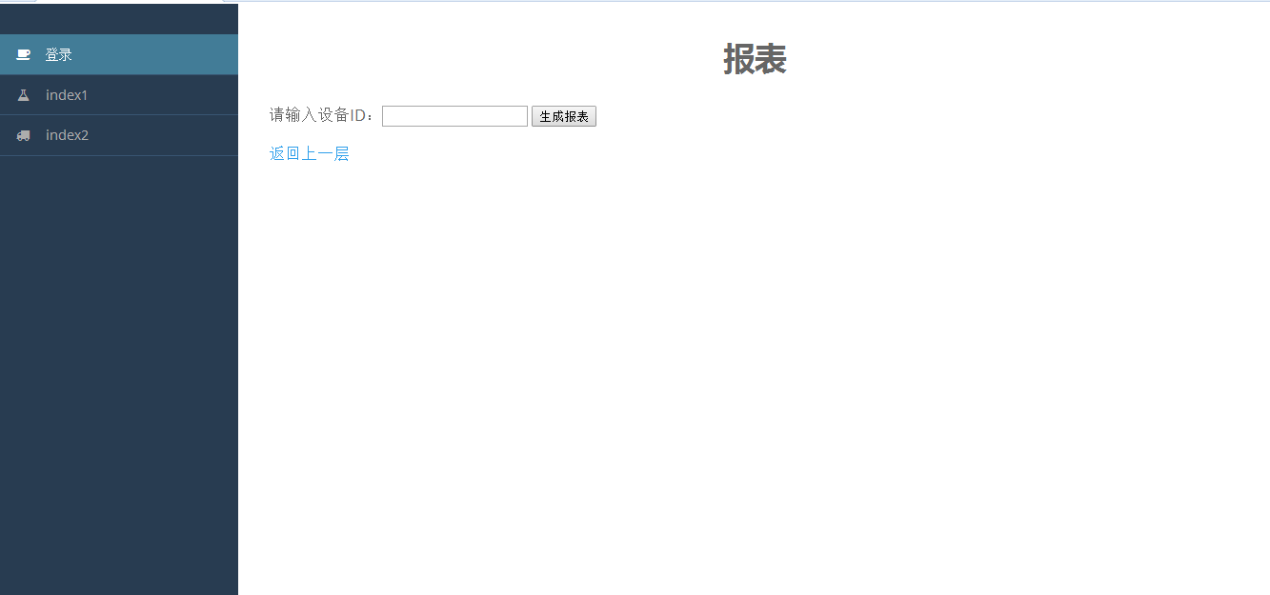 登录
index1
index2
报表
请输入设备ID： 生成报表
返回上一层